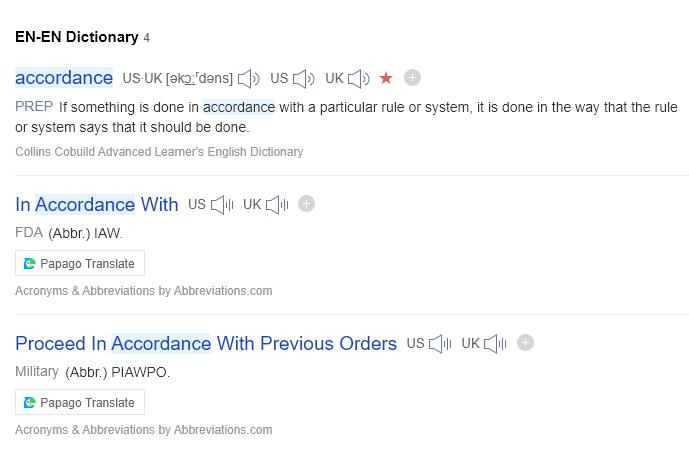 EN-EN Dictionary 4
accordance US·UK [əkɔːʳdəns] US UK
PREP If something is done in accordance with a particular rule or system, it is done in the way that the rule
or system says that it should be done.
Collins Cobuild Advanced Learner's English Dictionary
In Accordance With US UK
FDA (Abbr.) IAW.
Papago Translate
Acronyms & Abbreviations by Abbreviations.com
Proceed In Accordance With Previous Orders US UK
Military (Abbr.) PIAWPO.
Papago Translate
Acronyms & Abbreviations by Abbreviations.com